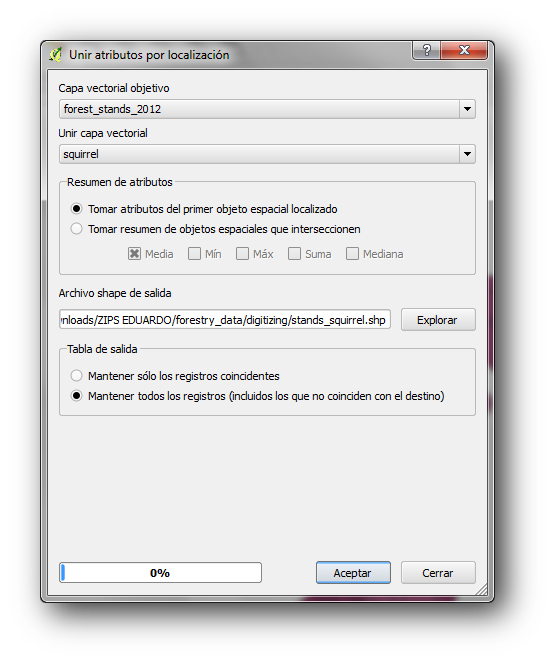 Unir atributos por localización
?
Capa vectorial objetivo
forest_stands_2012
Unir capa vectorial
squirrel
Resumen de atributos
Tomar atributos del primer objeto espacial localizado
Tomar resumen de objetos espaciales que interseccionen
Media Mín Máx Suma Mediana
Archivo shape de salida
nloads/ZIPS EDUARDO/forestry_data/digitizing/stands_squirrel.shp Explorar
Tabla de salida
Mantener sólo los registros coincidentes
Mantener todos los registros (incluidos los que no coinciden con el destino)
0% Aceptar Cerrar